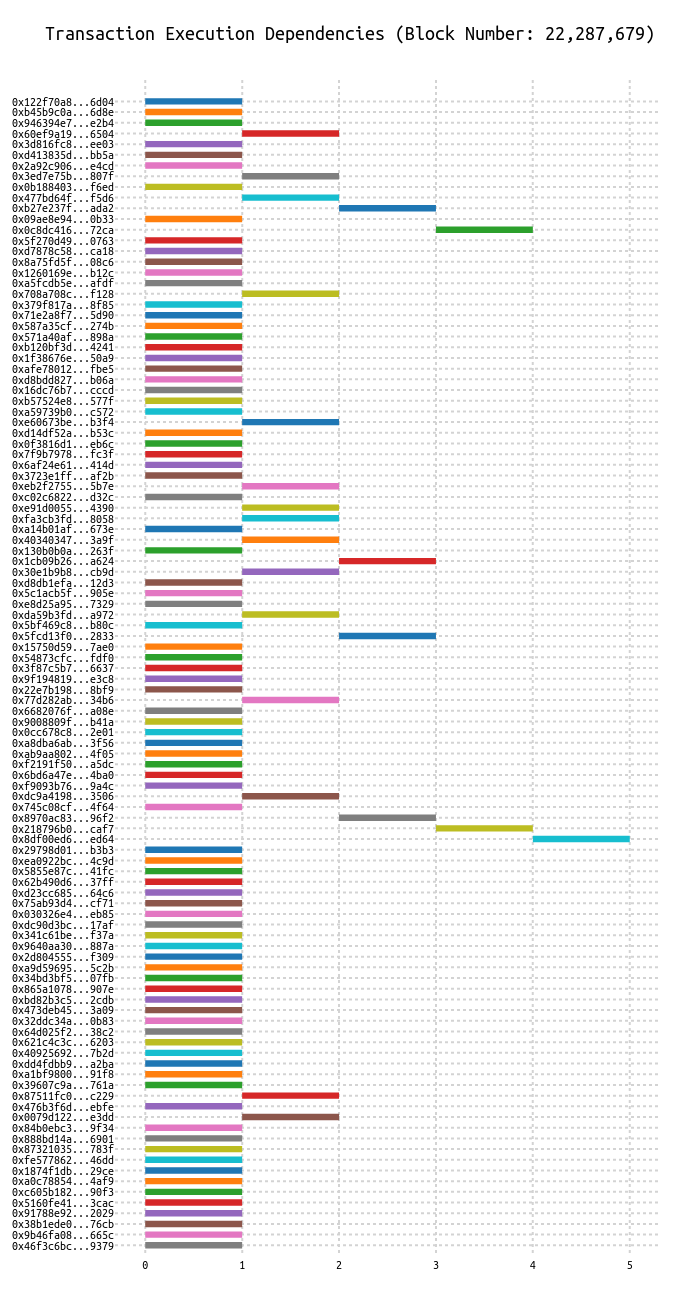 Transaction Execution Dependencies (Block Number: 22,287,679)
0x122f70a8...6d04
0xb45b9c0a...6d8e
0x946394e7...e2b4
0x60ef9a19...6504
0x3d816fc8...ee03
0xd413835d...bb5a
0x2a92c906...e4cd
0x3ed7e75b...807f
0x0b188403...f6ed
0x477bd64f...f5d6
0xb27e237f...ada2
0x09ae8e94...0b33
0x0c8dc416...72ca
0x5f270d49...0763
0xd7878c58...ca18
0x8a75fd5f...08c6
0x1260169e...b12c
0xa5fcdb5e...afdf
0x708a708c...f128
0x379f817a...8f85
0x71e2a8f7...5d90
0x587a35cf...274b
0x571a40af...898a
0xb120bf3d...4241
0x1f38676e...50a9
0xafe78012...fbe5
0xd8bdd827...b06a
0x16dc76b7...cccd
0xb57524e8...577f
0xa59739b0...c572
0xe60673be...b3f4
0xd14df52a...b53c
0x0f3816d1...eb6c
0x7f9b7978...fc3f
0x6af24e61...414d
0x3723e1ff...af2b
0xeb2f2755...5b7e
0xc02c6822...d32c
0xe91d0055...4390
0xfa3cb3fd...8058
0xa14b01af...673e
0x40340347...3a9f
0x130b0b0a...263f
0x1cb09b26...a624
0x30e1b9b8...cb9d
0xd8db1efa...12d3
0x5c1acb5f...905e
0xe8d25a95...7329
0xda59b3fd...a972
0x5bf469c8...b80c
0x5fcd13f0...2833
0x15750d59...7ae0
0x54873cfc...fdf0
0x3f87c5b7...6637
0x9f194819...e3c8
0x22e7b198...8bf9
0x77d282ab...34b6
0x6682076f...a08e
0x9008809f...b41a
0x0cc678c8...2e01
0xa8dba6ab...3f56
0xab9aa802...4f05
0xf2191f50...a5dc
0x6bd6a47e...4ba0
0xf9093b76...9a4c
0xdc9a4198...3506
0x745c08cf...4f64
0x8970ac83...96f2
0x218796b0...caf7
0x8df00ed6...ed64
0x29798d01...b3b3
0xea0922bc...4c9d
0x5855e87c...41fc
0x62b490d6...37ff
0xd23cc685...64c6
0x75ab93d4...cf71
0x030326e4...eb85
0xdc90d3bc...17af
0x341c61be...f37a
0x9640aa30...887a
0x2d804555...f309
0xa9d59695...5c2b
0x34bd3bf5...07fb
0x865a1078...907e
0xbd82b3c5...2cdb
0x473deb45...3a09
0x32ddc34a...0b83
0x64d025f2...38c2
0x621c4c3c...6203
0x40925692...7b2d
0xdd4fdbb9...a2ba
0xa1bf9800...91f8
0x39607c9a...761a
0x87511fc0...c229
0x476b3f6d...ebfe
0x0079d122...e3dd
0x84b0ebc3...9f34
0x888bd14a...6901
0x87321035...783f
0xfe577862...46dd
0x1874f1db...29ce
0xa0c78854...4af9
0xc605b182...90f3
0x5160fe41...3cac
0x91788e92...2029
0x38b1ede0...76cb
0x9b46fa08...665c
0x46f3c6bc...9379
0 1 2 3 4 5